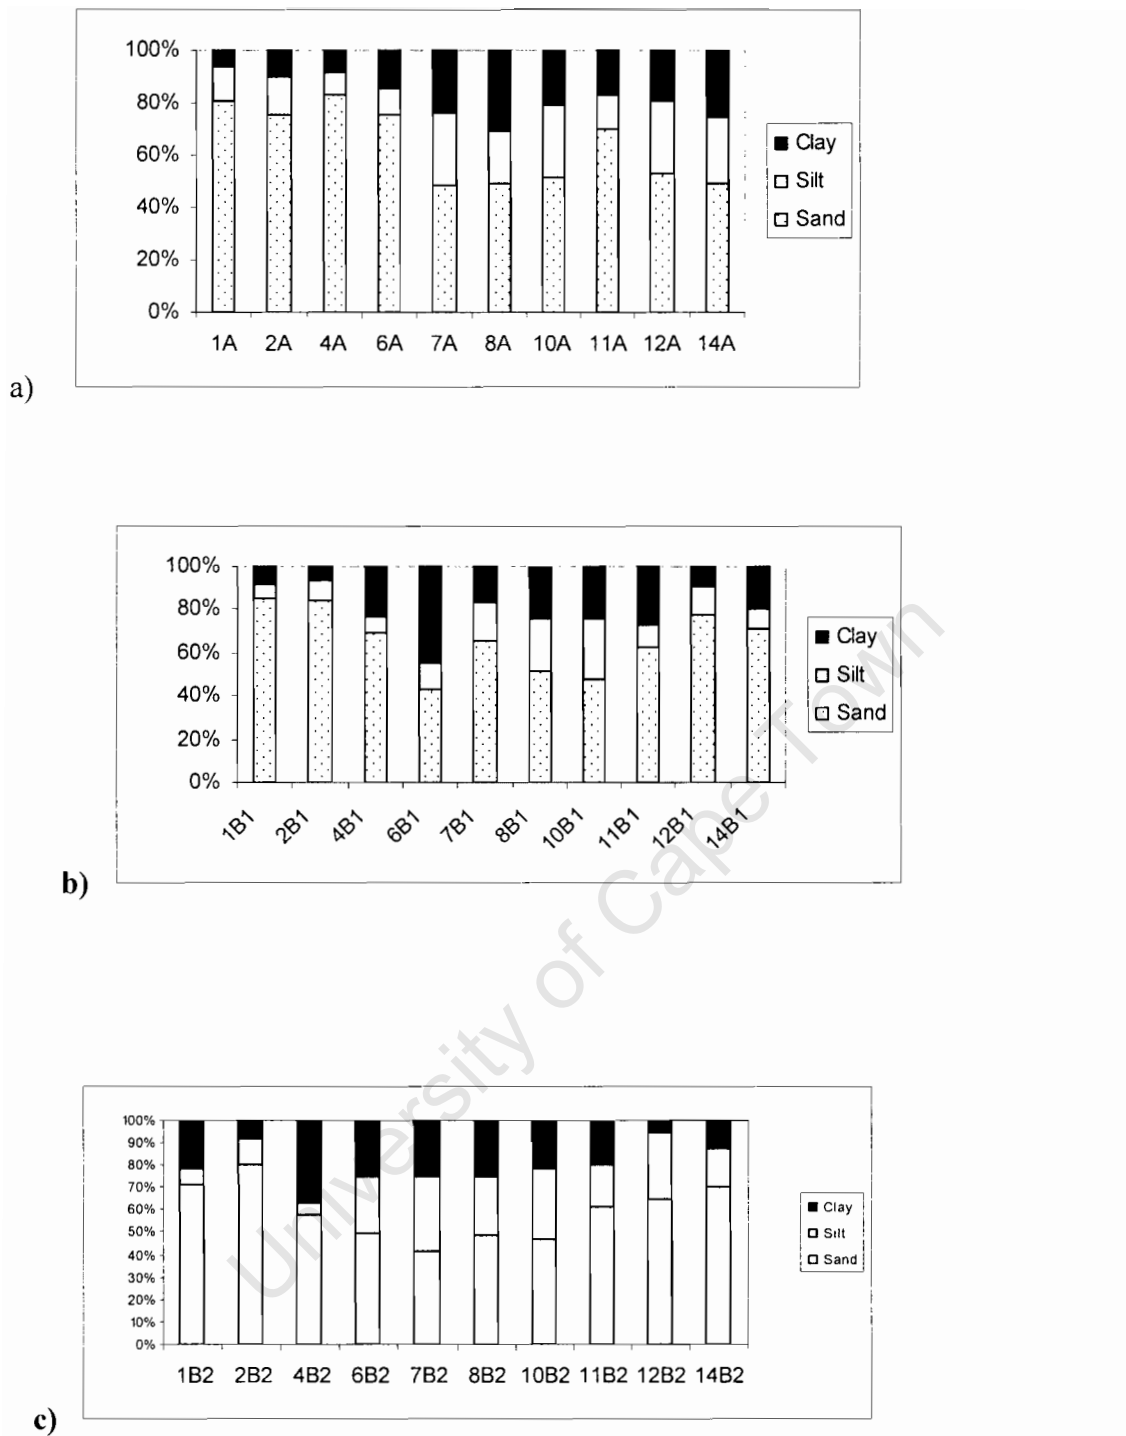 100%
80%
60%
40%
20%
0%
1A 2A 4A 6A 7A 8A 10A 11A 12A 14A
Clay
Silt
Sand
a)
100%
80%
60%
40%
20%
0%
1B1 2B1 4B1 6B1 7B1 8B1 10B1 11B1 12B1 14B1
Clay
Silt
Sand
b)
University of Cape Town
100%
90%
80%
70%
60%
50%
40%
30%
20%
10%
0%
1B2 2B2 4B2 6B2 7B2 8B2 10B2 11B2 12B2 14B2
Clay
Silt
Sand
c)